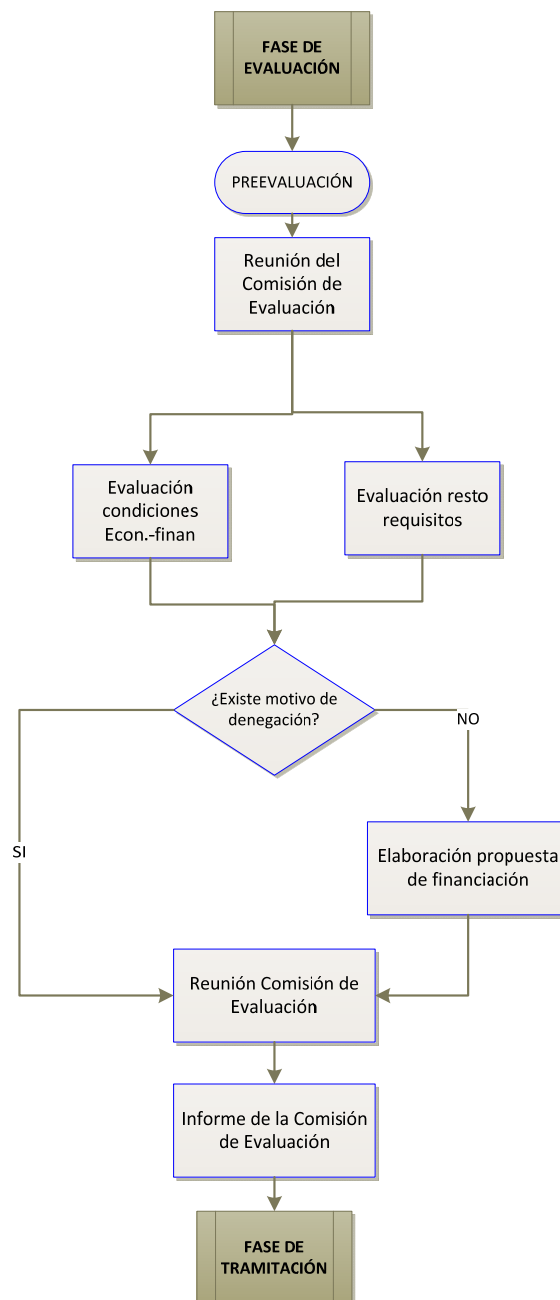 FASE DE
EVALUACIÓN
PREEVALUACIÓN
Reunión del
Comisión de
Evaluación
Evaluación
condiciones
Econ.-finan
Evaluación resto
requisitos
¿Existe motivo de
denegación?
NO
SI
Elaboración propuesta
de financiación
Reunión Comisión de
Evaluación
Informe de la Comisión
de Evaluación
FASE DE
TRAMITACIÓN